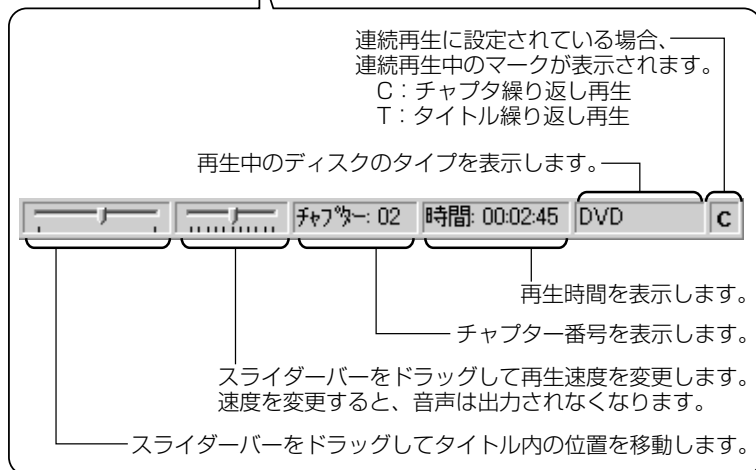 連続再生に設定されている場合、
連続再生中のマークが表示されます。
C：チャプタ繰り返し再生
T：タイトル繰り返し再生
再生中のディスクのタイプを表示します。
ﾁｬﾌﾟﾀｰ: 02 時間: 00:02:45 DVD C
再生時間を表示します。
チャプター番号を表示します。
スライダーバーをドラッグして再生速度を変更します。
速度を変更すると、音声は出力されなくなります。
スライダーバーをドラッグしてタイトル内の位置を移動します。